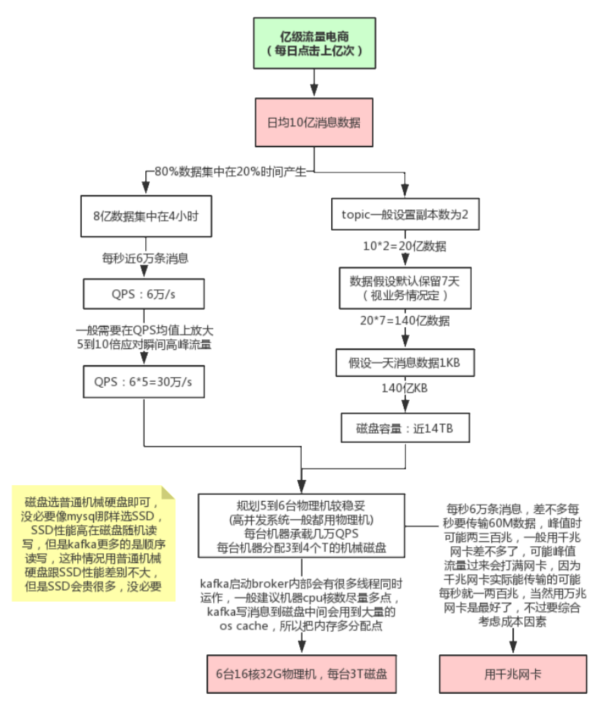 亿级流量电商
（每日点击上亿次）
日均10亿消息数据
80%数据集中在20%时间产生
8亿数据集中在4小时
topic一般设置副本数为2
每秒近6万条消息
10*2=20亿数据
QPS：6万/s
数据假设默认保留7天
（视业务情况定）
一般需要在QPS均值上放大
5到10倍应对瞬间高峰流量
20*7=140亿数据
QPS：6*5=30万/s
假设一天消息数据1KB
140亿KB
磁盘容量：近14TB
磁盘选普通机械硬盘即可，
没必要像mysql那样选SSD，
SSD性能高在磁盘随机读
写，但是kafka更多的是顺序
读写，这种情况用普通机械
硬盘跟SSD性能差别不大，
但是SSD会贵很多，没必要
规划5到6台物理机较稳妥
(高并发系统一般都用物理机)
每台机器承载几万QPS
每台机器分配3到4个T的机械磁盘
每秒6万条消息，差不多每
秒要传输60M数据，峰值时
可能两三百兆，一般用千兆
网卡差不多了，可能峰值
流量过来会打满网卡，因为
千兆网卡实际能传输的可能
每秒就一两百兆，当然用万兆
网卡是最好了，不过要综合
考虑成本因素
kafka启动broker内部会有很多线程同时
运作，一般建议机器cpu核数尽量多点，
kafka写消息到磁盘中间会用到大量的
os cache，所以把内存多分配点
6台16核32G物理机，每台3T磁盘
用千兆网卡